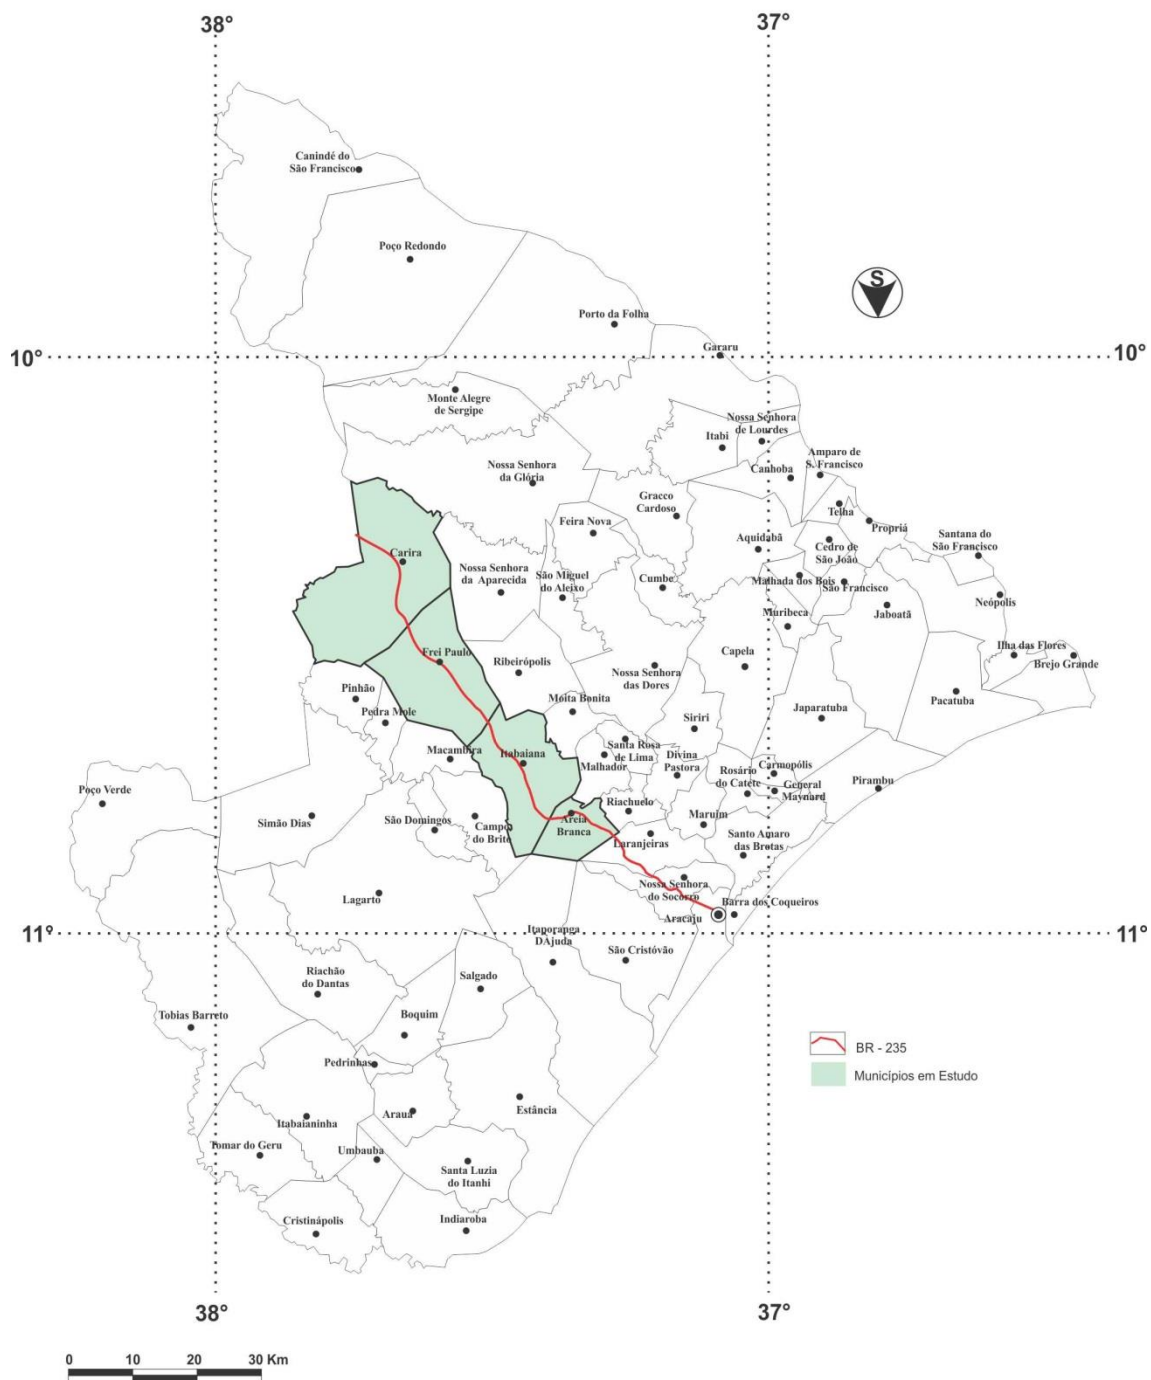 38°
37°
Canindé do
São Francisco
Poço Redondo
S
Porto da Folha
10°
10°
Gararu
Monte Alegre
de Sergipe
Nossa Senhora
de Lourdes
Itabi
Amparo de
S. Francisco
Nossa Senhora
da Glória
Canhoba
Gracco
Cardoso
Telha
Propriá
Feira Nova
Aquidabã
Santana do
São Francisco
Carira
Cedro de
São João
Nossa Senhora
da Aparecida
São Miguel
do Aleixo
Cumbe
Malhada dos Bois
São Francisco
Neópolis
Muribeca
Jaboatã
Frei Paulo
Ribeirópolis
Nossa Senhora
das Dores
Capela
Ilha das Flores
Brejo Grande
Pinhão
Moita Bonita
Pacatuba
Pedra Mole
Siriri
Japaratuba
Macambira
Itabaiana
Santa Rosa
de Lima
Malhador
Divina
Pastora
Rosário
do Catete
Carmopólis
General
Maynard
Pirambu
Poço Verde
Riachuelo
Simão Dias
São Domingos
Campo
do Brito
Areia
Branca
Maruim
Laranjeiras
Santo Amaro
das Brotas
Nossa Senhora
do Socorro
Lagarto
Barra dos Coqueiros
Aracaju
11°
11°
Itaporanga
DAjuda
São Cristóvão
Riachão
do Dantas
Salgado
Tobias Barreto
Boquim
BR - 235
Pedrinhas
Municípios em Estudo
Arauá
Estância
Itabaianinha
Tomar do Geru
Umbauba
Santa Luzia
do Itanhi
Cristinápolis
Indiaroba
38°
37°
0 10 20 30 Km